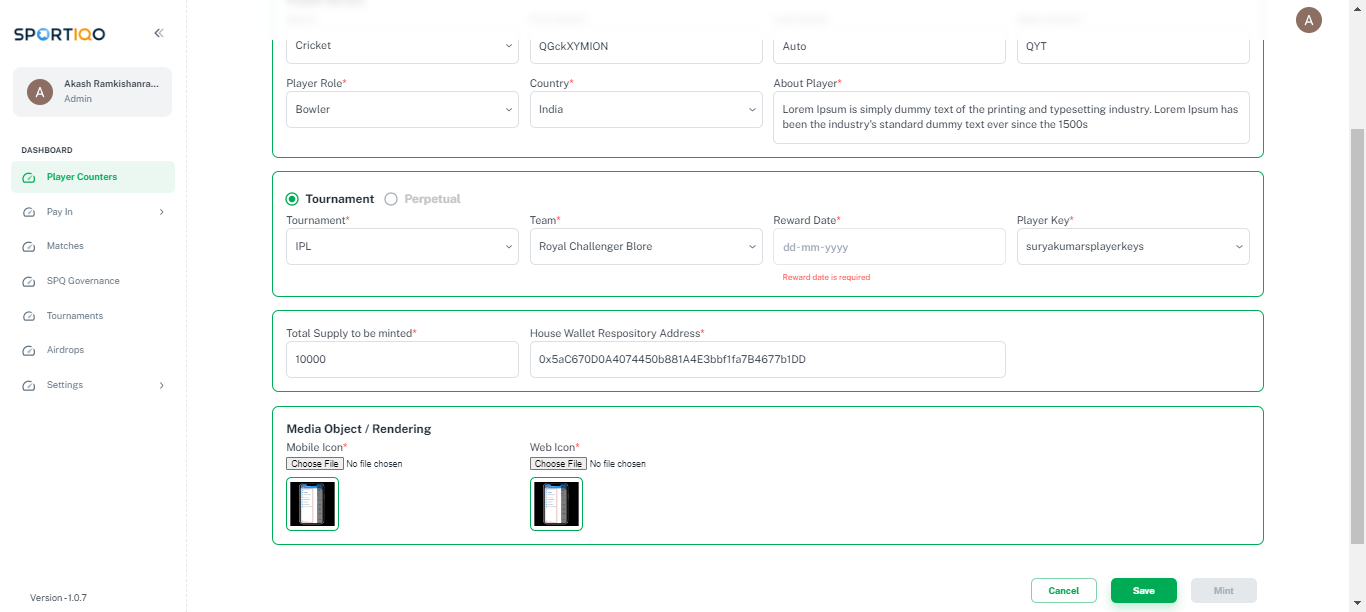 SPORTIQO
A
Akash Ramkishanra...
Admin
DASHBOARD
Player Counters
Pay In
Matches
SPQ Governance
Tournaments
Airdrops
Settings
Version -1.0.7
A
Cricket
QGckXYMION
Auto
QYT
Player Role*
Country*
About Player*
Bowler
India
Lorem Ipsum is simply dummy text of the printing and typesetting industry. Lorem Ipsum has
been the industry's standard dummy text ever since the 1500s
Tournament Perpetual
Tournament*
Team*
Reward Date*
Player Key*
IPL
Royal Challenger Blore
dd-mm-yyyy
suryakumarsplayerkeys
Reward date is required
Total Supply to be minted*
House Wallet Respository Address*
10000
0x5aC670D0A4074450b881A4E3bbf1fa7B4677b1DD
Media Object / Rendering
Mobile Icon*
Web Icon*
Choose File No file chosen
Choose File No file chosen
Cancel
Save
Mint